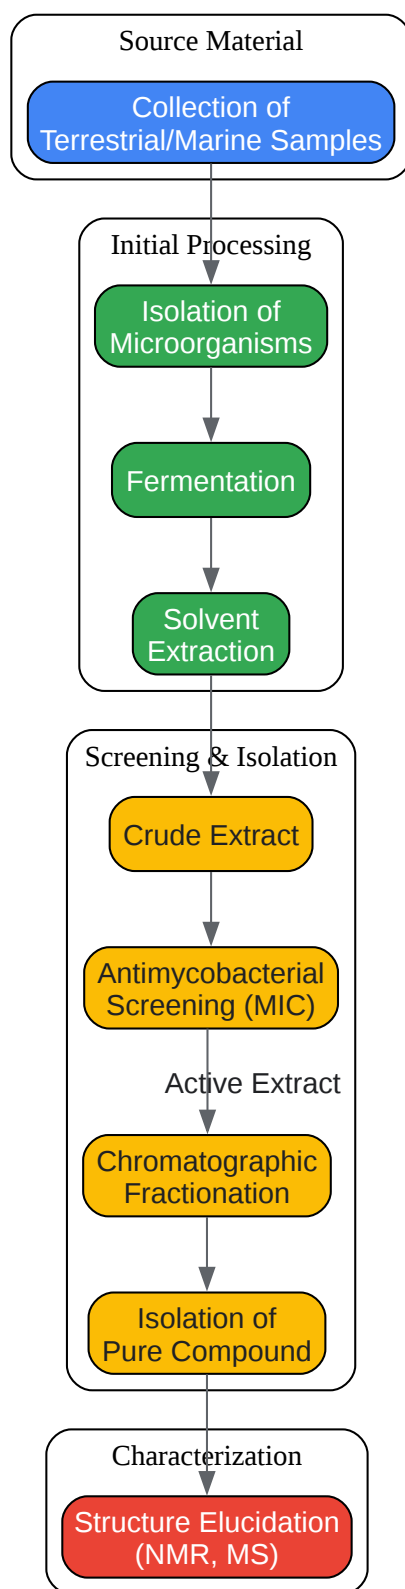 Source Material
Collection of
Terrestrial/Marine Samples
Initial Processing
Isolation of
Microorganisms
Fermentation
Solvent
Extraction
Screening & Isolation
Crude Extract
Antimycobacterial
Screening (MIC)
Active Extract
Chromatographic
Fractionation
Isolation of
Pure Compound
Characterization
Structure Elucidation
(NMR, MS)